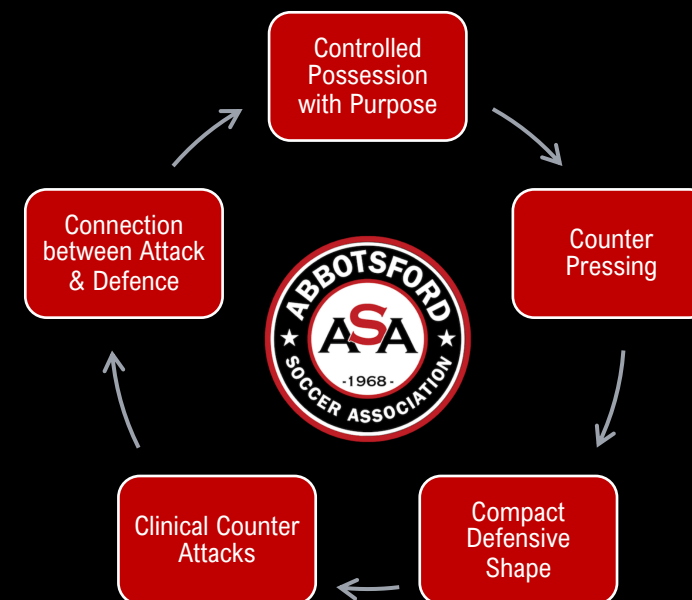 Controlled
Possession
with Purpose
Connection
between Attack
& Defence
Counter
Pressing
ABBOTSFORD
ASA
-1968-
SOCCER ASSOCIATION
Clinical Counter
Attacks
Compact
Defensive
Shape